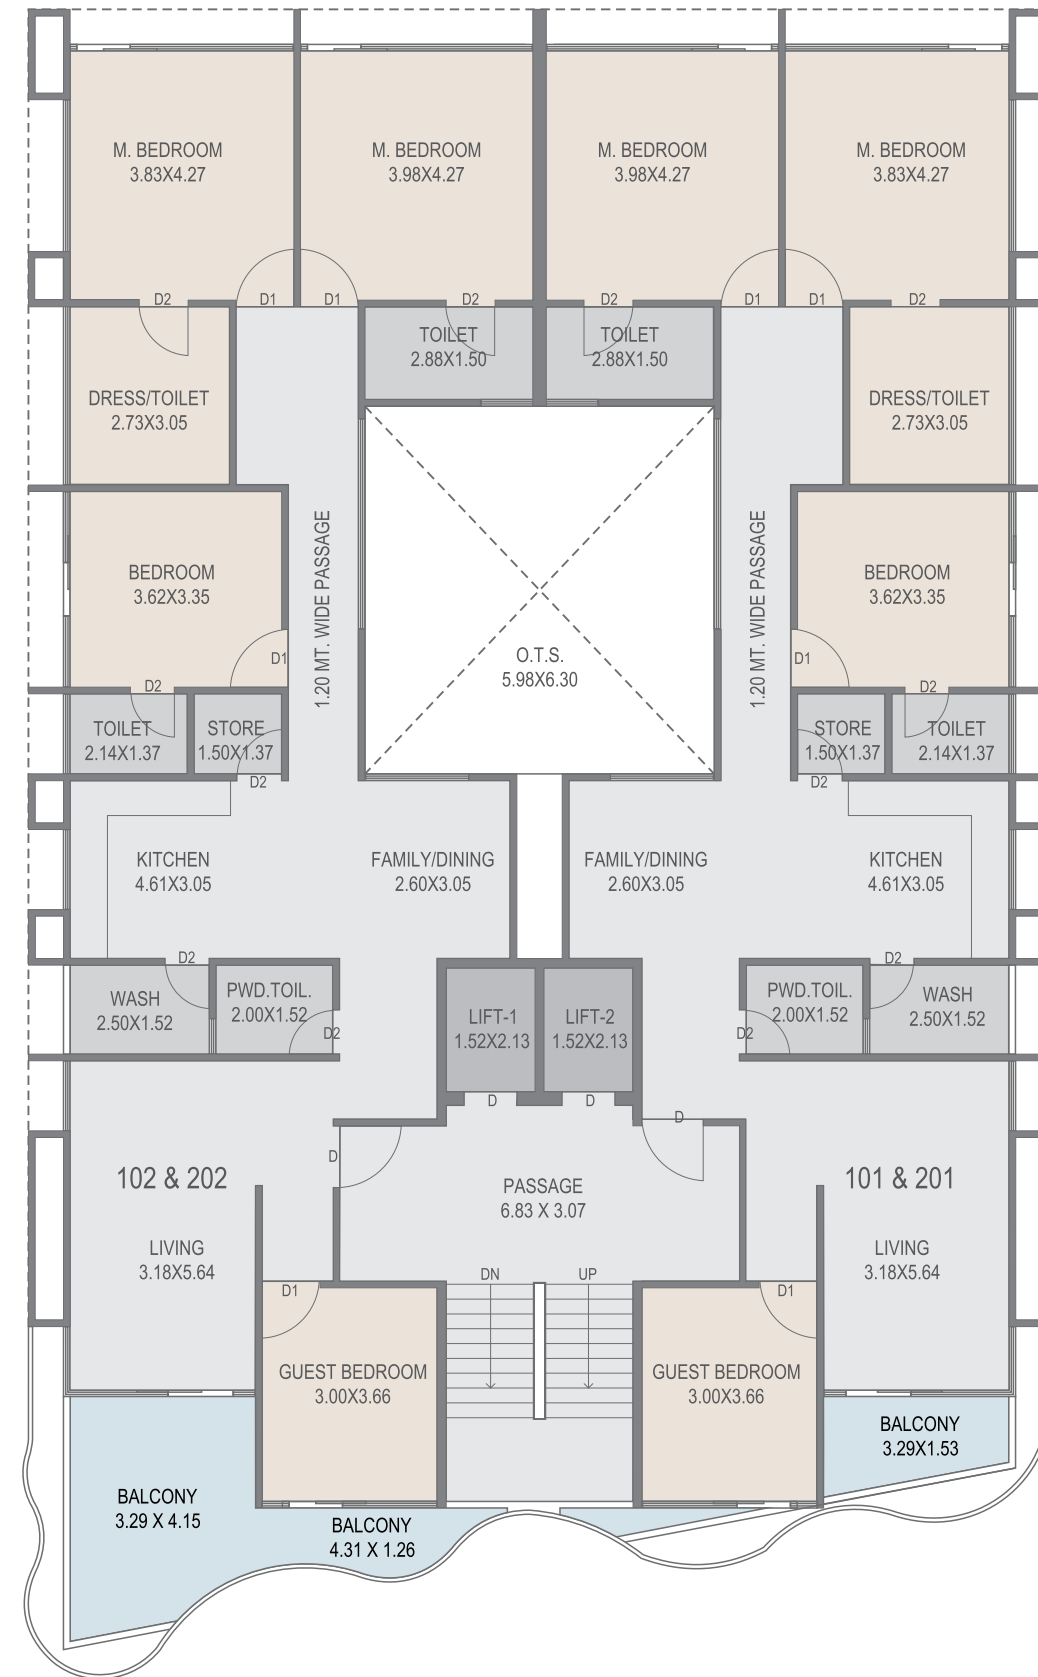 M. BEDROOM
3.83X4.27
M. BEDROOM
3.98X4.27
M. BEDROOM
3.98X4.27
M. BEDROOM
3.83X4.27
D2
D1
D1
D2
D2
D1
D1
D2
TOILET
2.88X1.50
TOILET
2.88X1.50
DRESS/TOILET
2.73X3.05
DRESS/TOILET
2.73X3.05
1.20 MT. WIDE PASSAGE
1.20 MT. WIDE PASSAGE
BEDROOM
3.62X3.35
BEDROOM
3.62X3.35
O.T.S.
5.98X6.30
D1
D1
D2
D2
TOILET
2.14X1.37
STORE
1.50X1.37
STORE
1.50X1.37
TOILET
2.14X1.37
D2
D2
KITCHEN
4.61X3.05
FAMILY/DINING
2.60X3.05
FAMILY/DINING
2.60X3.05
KITCHEN
4.61X3.05
D2
D2
WASH
2.50X1.52
PWD.TOIL.
2.00X1.52
D2
LIFT-1
1.52X2.13
LIFT-2
1.52X2.13
PWD.TOIL.
2.00X1.52
D2
WASH
2.50X1.52
D
D
D
D
102 & 202
PASSAGE
6.83 X 3.07
101 & 201
LIVING
3.18X5.64
LIVING
3.18X5.64
DN
UP
D1
D1
GUEST BEDROOM
3.00X3.66
GUEST BEDROOM
3.00X3.66
BALCONY
3.29X1.53
BALCONY
3.29 X 4.15
BALCONY
4.31 X 1.26